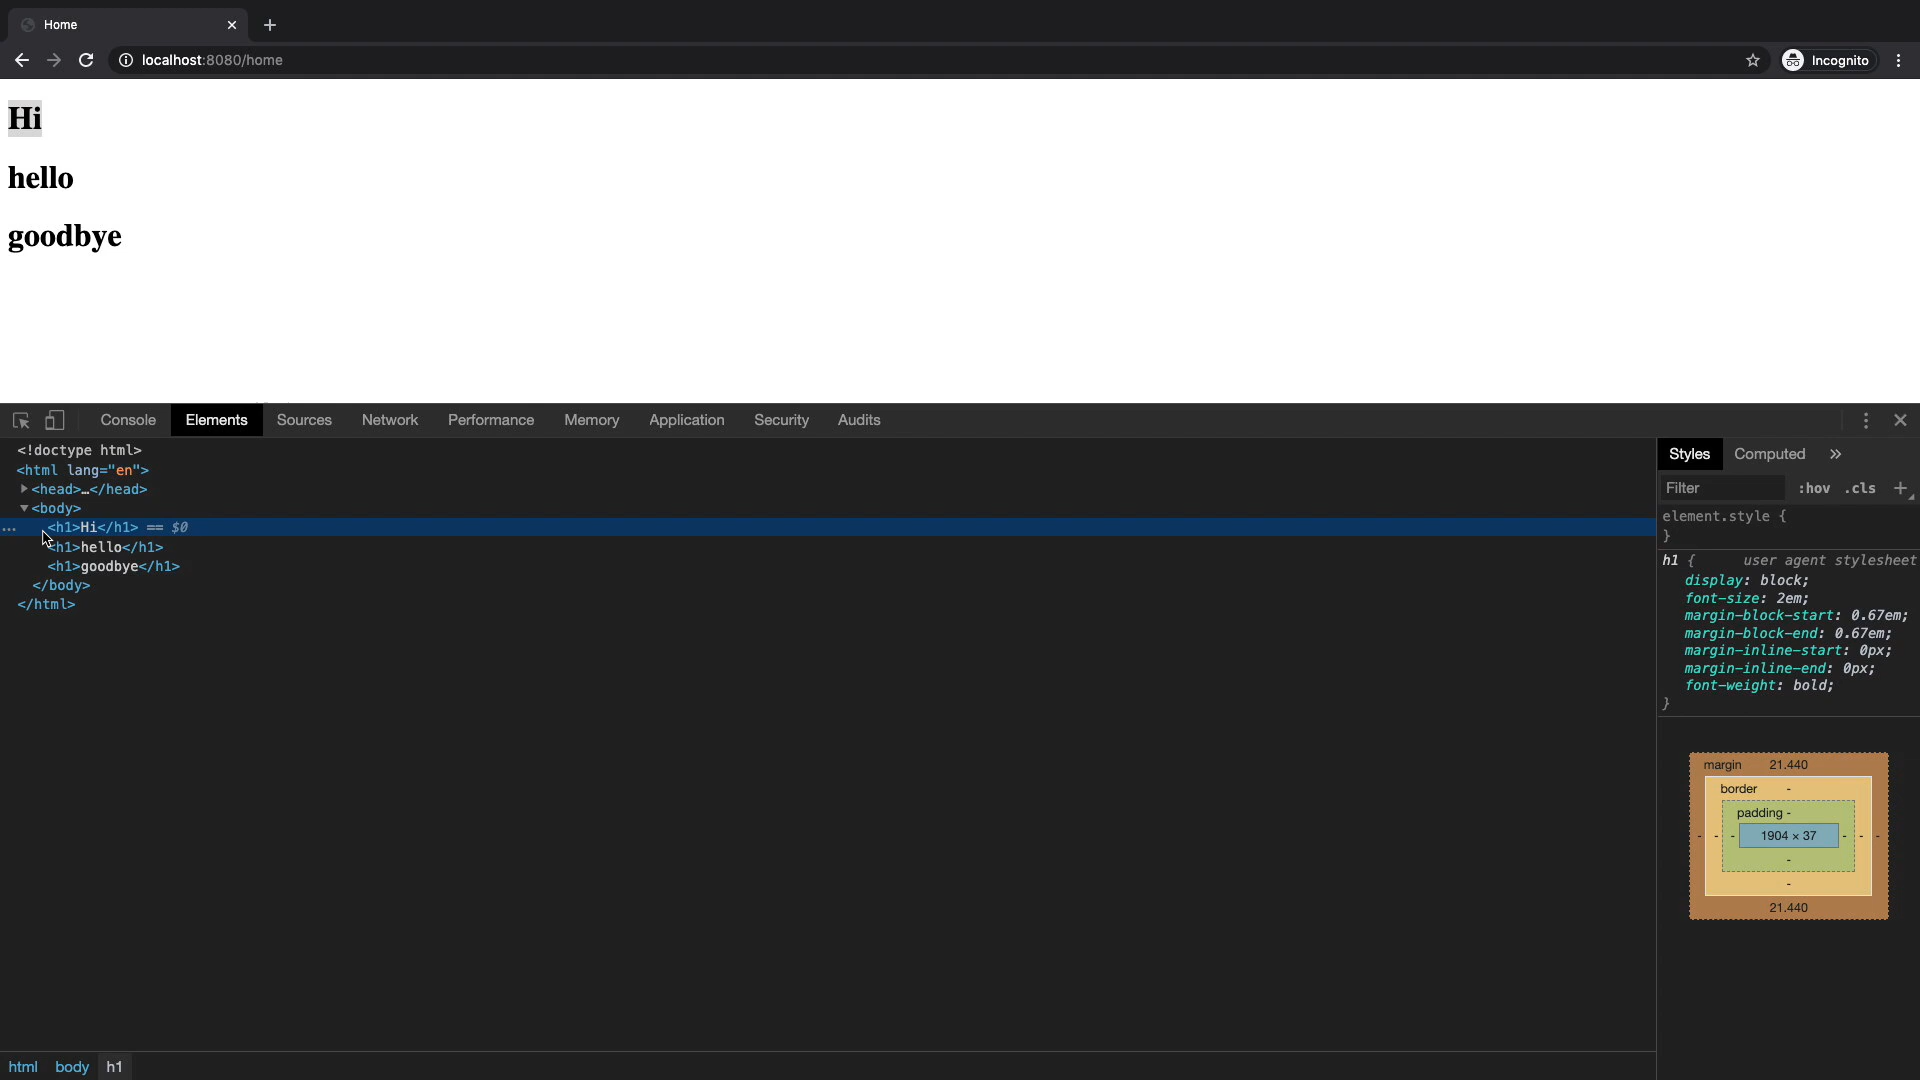 Home
localhost:8080/home
Incognito
Hi
hello
goodbye
Console Elements Sources Network Performance Memory Application Security Audits
<!doctype html>
<html lang="en">
<head>…</head>
<body>
… <h1>Hi</h1> == $0
<h1>hello</h1>
<h1>goodbye</h1>
</body>
</html>
html body h1
Styles Computed »
Filter :hov .cls +
element.style {
}
h1 { user agent stylesheet
display: block;
font-size: 2em;
margin-block-start: 0.67em;
margin-block-end: 0.67em;
margin-inline-start: 0px;
margin-inline-end: 0px;
font-weight: bold;
}
margin 21.440
border -
padding -
- - - 1904 × 37 - - -
-
-
21.440